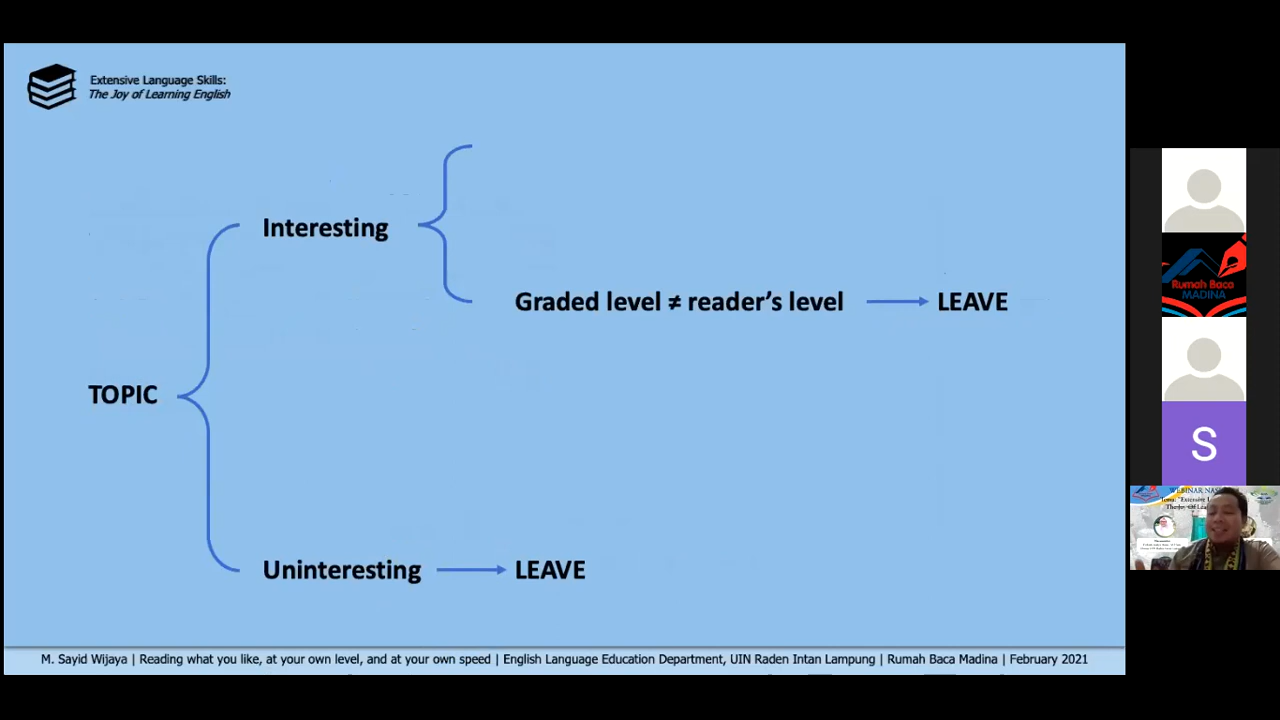 Extensive Language Skills:
The Joy of Learning English
Interesting
Graded level ≠ reader's level
LEAVE
TOPIC
Uninteresting
LEAVE
M. Sayid Wijaya | Reading what you like, at your own level, and at your own speed | English Language Education Department, UIN Raden Intan Lampung | Rumah Baca Madina | February 2021
Rumah Baca
MADINA
S
WEBINAR